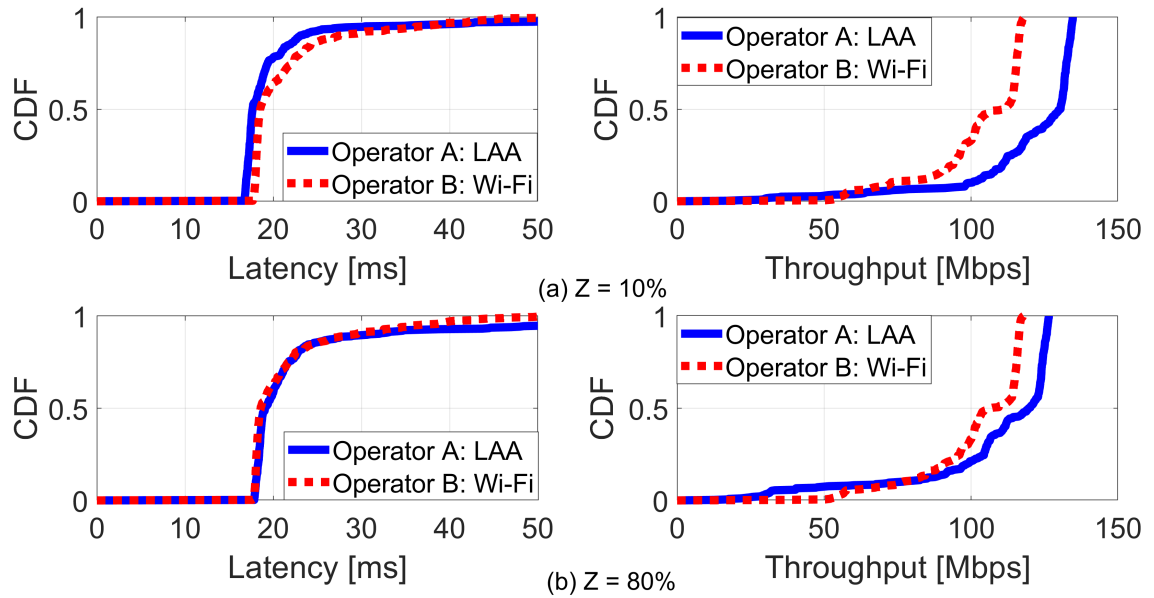 1
0.5
0
CDF
Operator A: LAA
Operator B: Wi-Fi
0 10 20 30 40 50
Latency [ms]
1
0.5
0
CDF
Operator A: LAA
Operator B: Wi-Fi
0 50 100 150
Throughput [Mbps]
(a) Z = 10%
1
0.5
0
CDF
Operator A: LAA
Operator B: Wi-Fi
0 10 20 30 40 50
Latency [ms]
1
0.5
0
CDF
Operator A: LAA
Operator B: Wi-Fi
0 50 100 150
Throughput [Mbps]
(b) Z = 80%